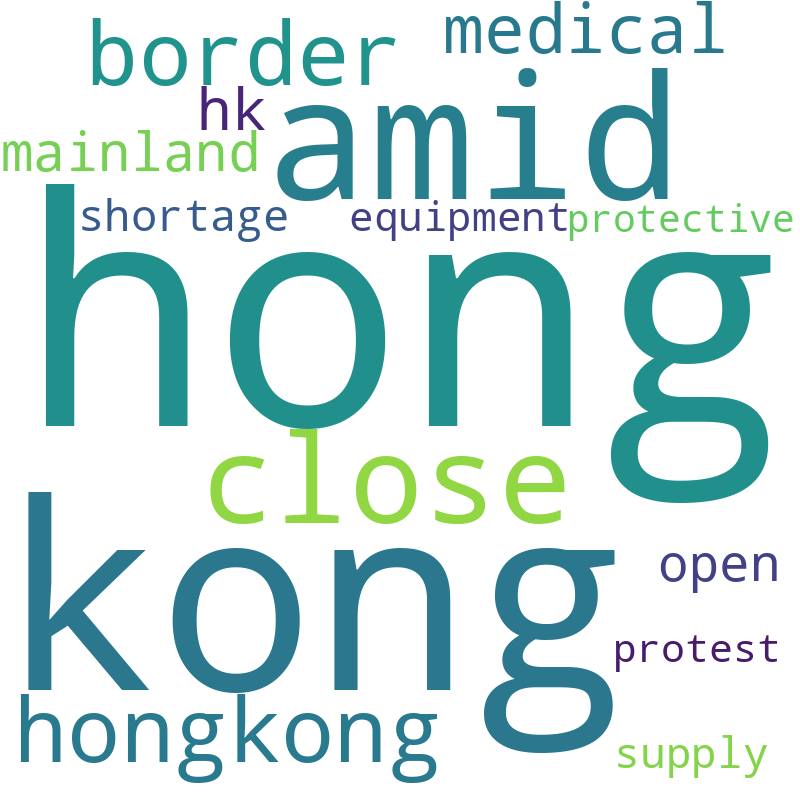 medical
border
amid
hk
mainland
shortage
equipment
protective
hong
close
kong
open
protest
hongkong
supply